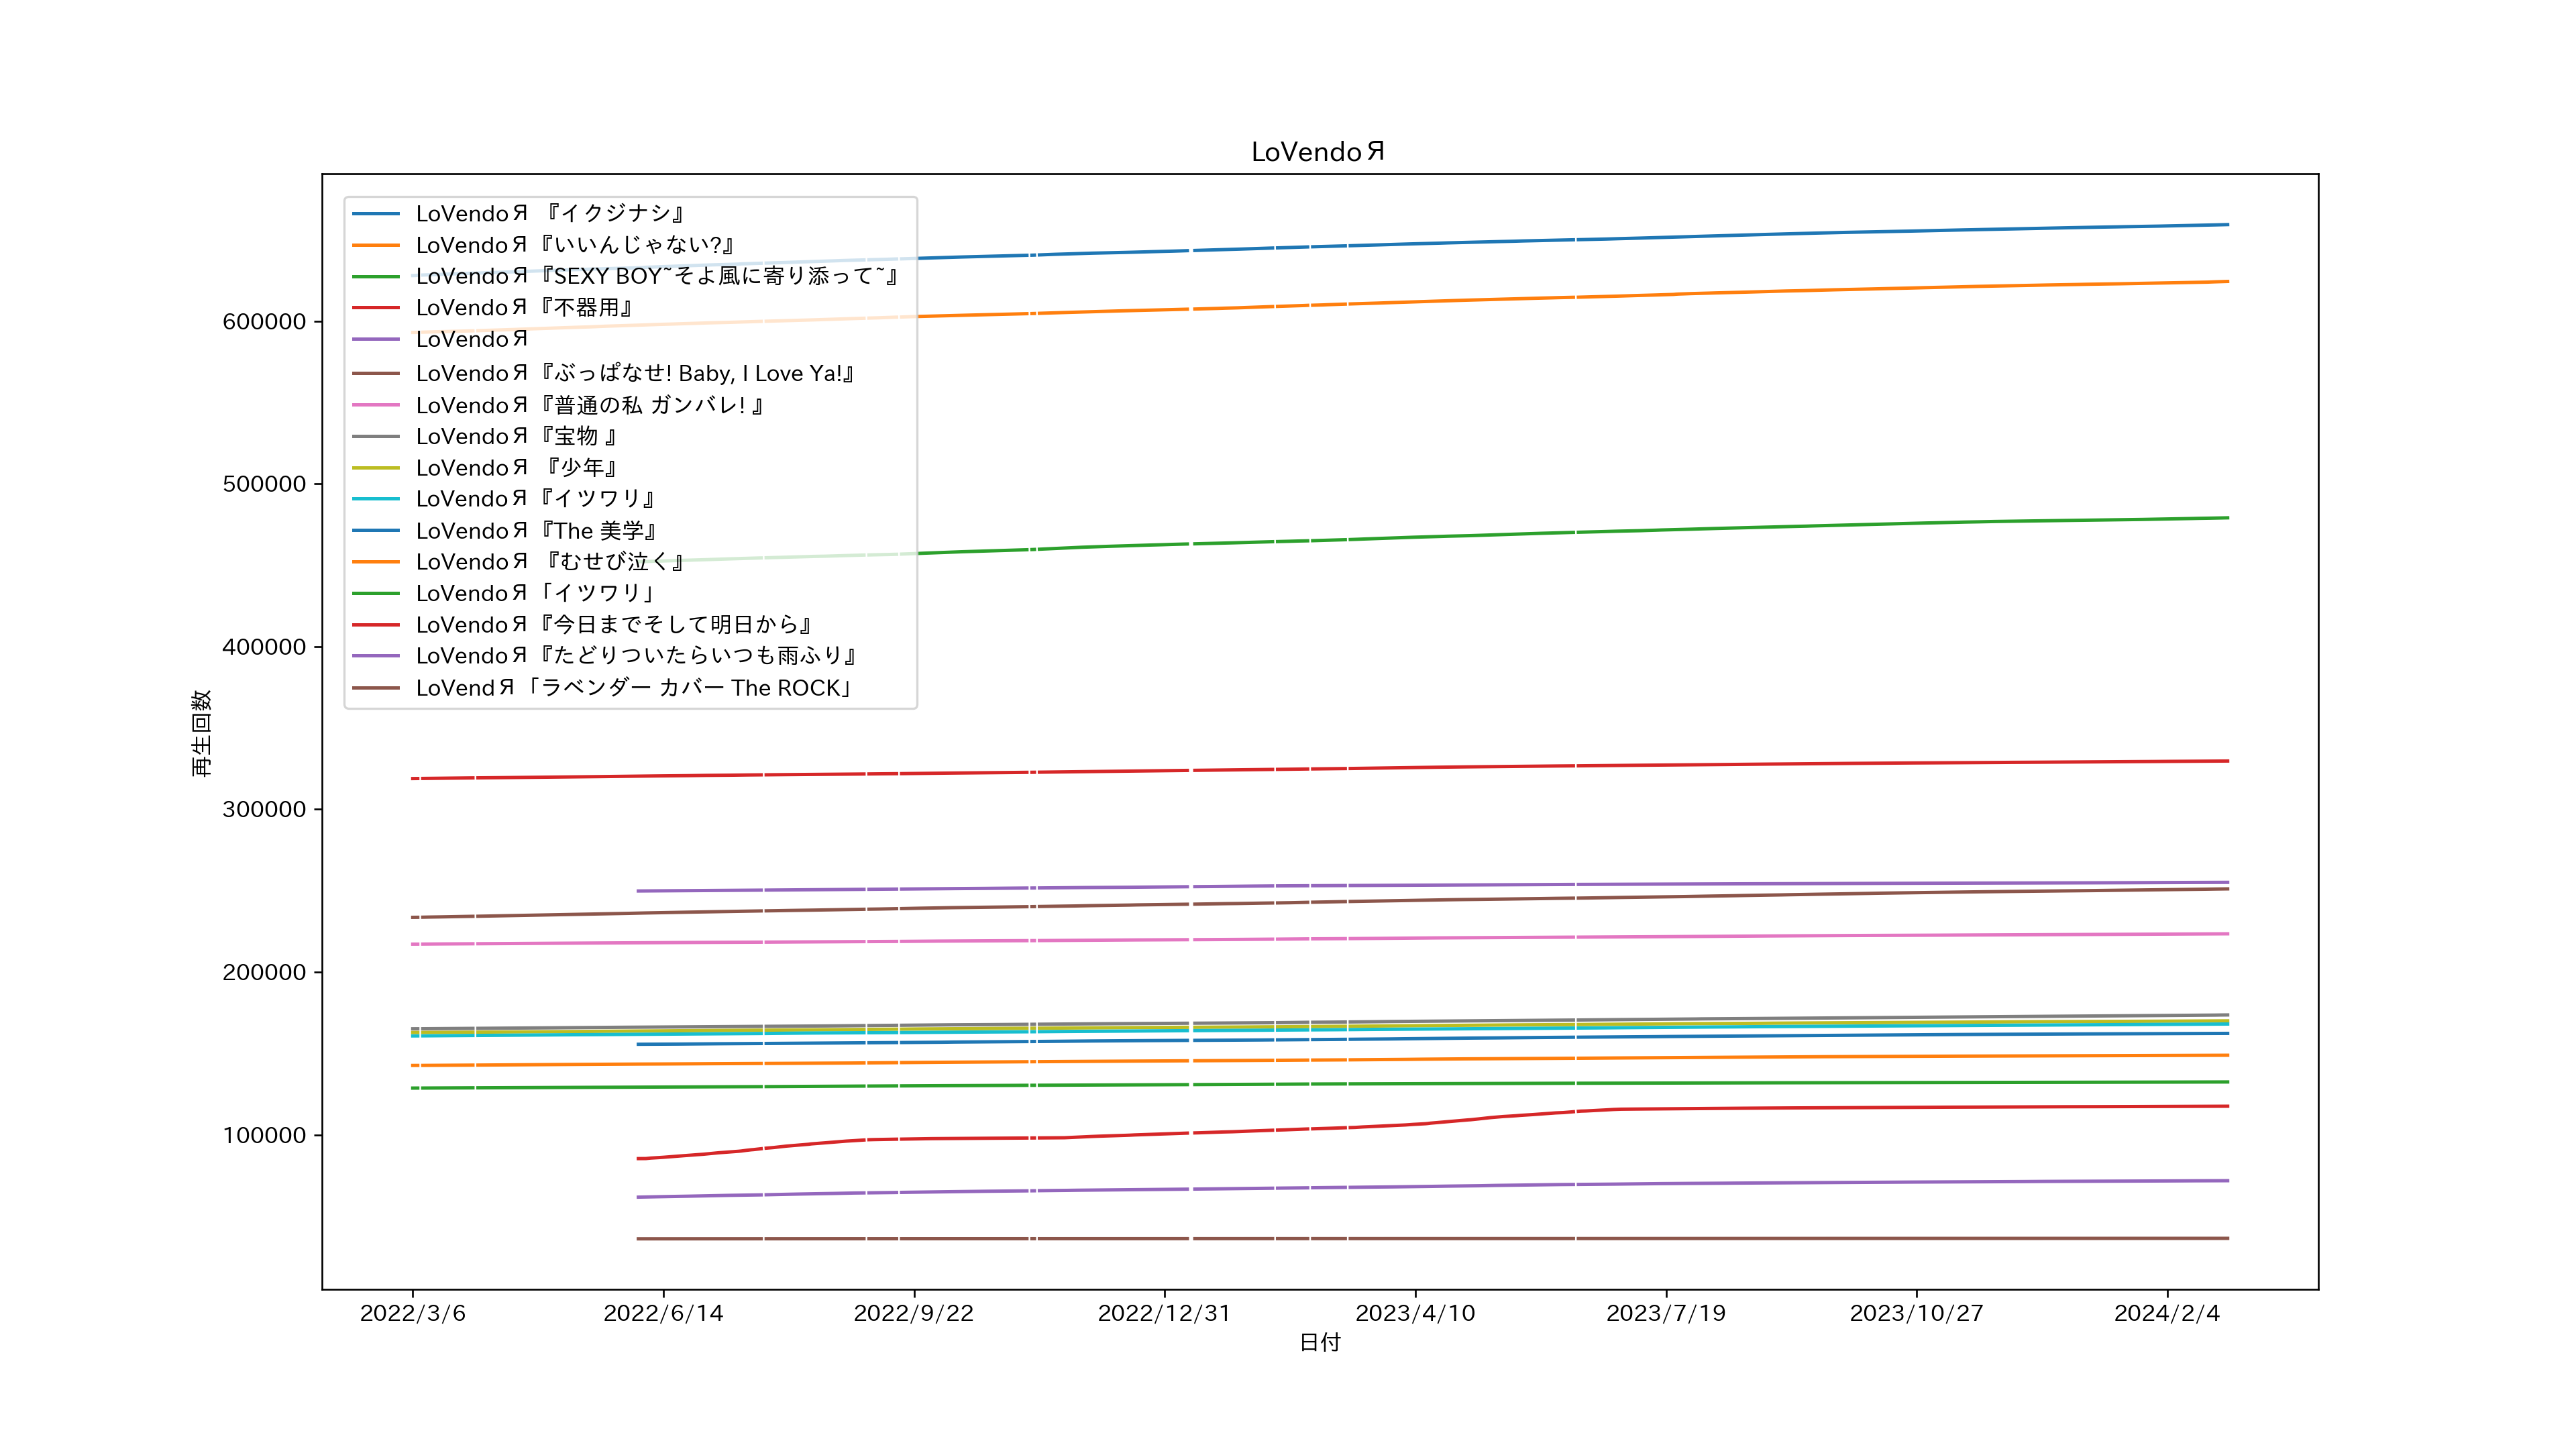 LoVendoЯ
LoVendoЯ 『イクジナシ』
LoVendoЯ『いいんじゃない?』
LoVendoЯ『SEXY BOY~そよ風に寄り添って~』
LoVendoЯ『不器用』
LoVendoЯ
LoVendoЯ『ぶっぱなせ! Baby, I Love Ya!』
LoVendoЯ『普通の私 ガンバレ! 』
LoVendoЯ『宝物 』
LoVendoЯ 『少年』
LoVendoЯ『イツワリ』
LoVendoЯ『The 美学』
LoVendoЯ 『むせび泣く』
LoVendoЯ「イツワリ」
LoVendoЯ『今日までそして明日から』
LoVendoЯ『たどりついたらいつも雨ふり』
LoVendЯ「ラベンダー カバー The ROCK」
600000
500000
400000
300000
200000
100000
再生回数
2022/3/6
2022/6/14
2022/9/22
2022/12/31
2023/4/10
2023/7/19
2023/10/27
2024/2/4
日付